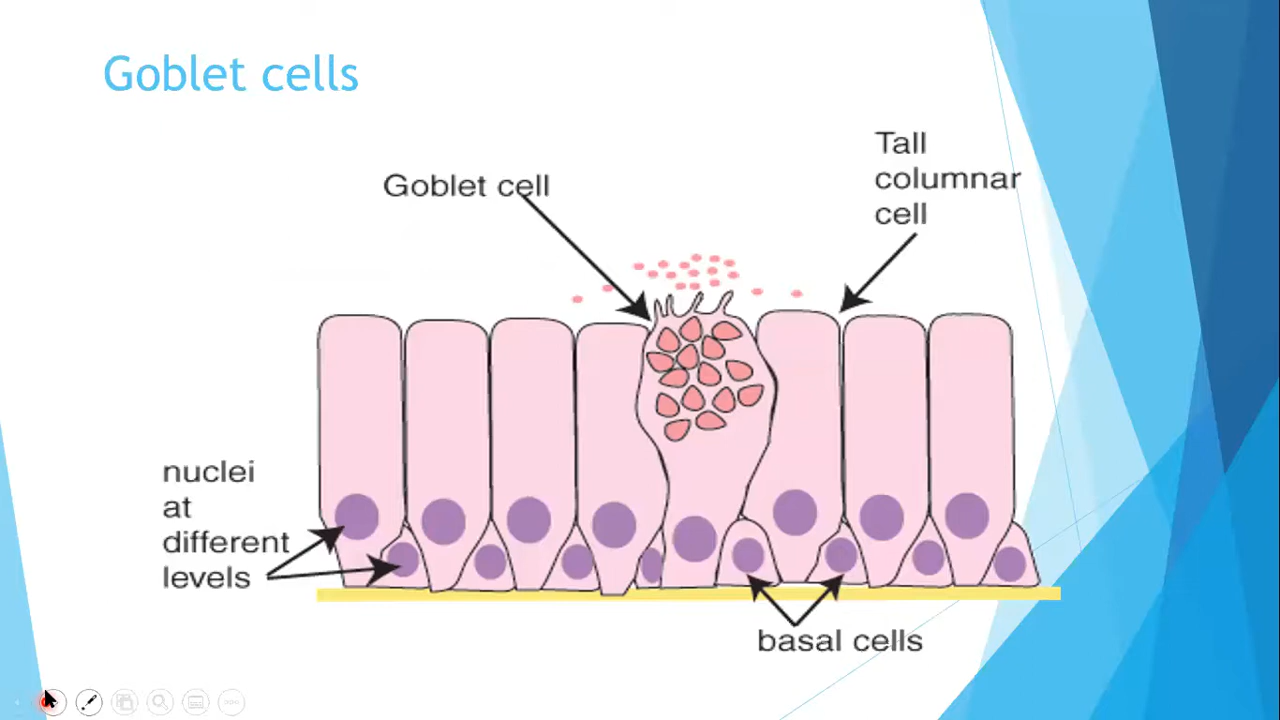 Goblet cells
Goblet cell
Tall
columnar
cell
nuclei
at
different
levels
basal cells